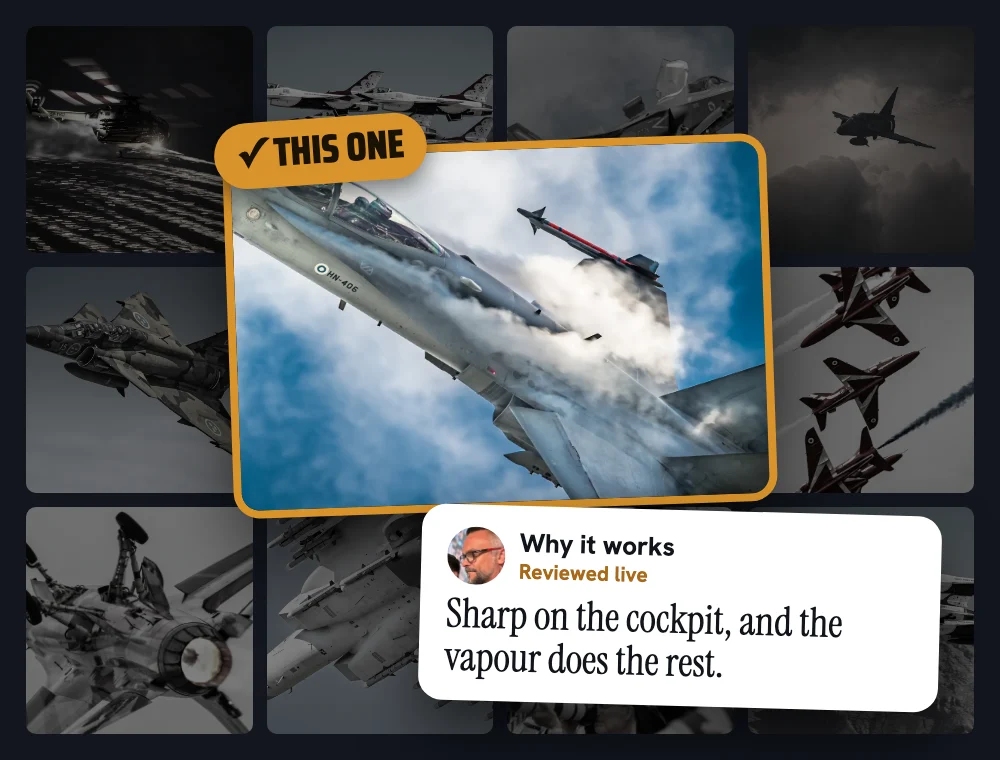 ✓ THIS ONE
HN-406
Why it works
Reviewed live
Sharp on the cockpit, and the
vapour does the rest.